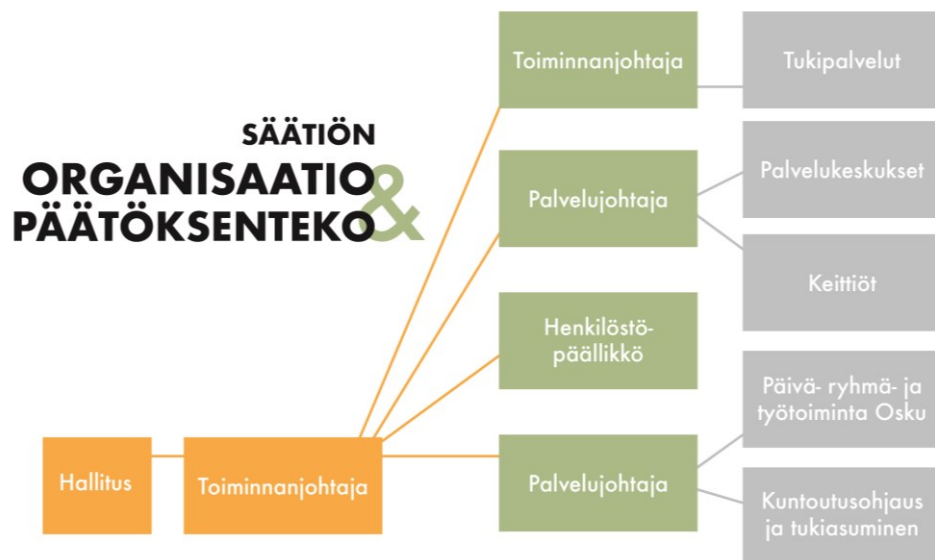 SÄÄTIÖN
ORGANISAATIO &
PÄÄTÖKSENTEKO
Hallitus
Toiminnanjohtaja
Toiminnanjohtaja
Tukipalvelut
Palvelujohtaja
Palvelukeskukset
Keittiöt
Henkilöstö-
päällikkö
Palvelujohtaja
Päivä- ryhmä- ja
työtoiminta Osku
Kuntoutusohjaus
ja tukiasuminen